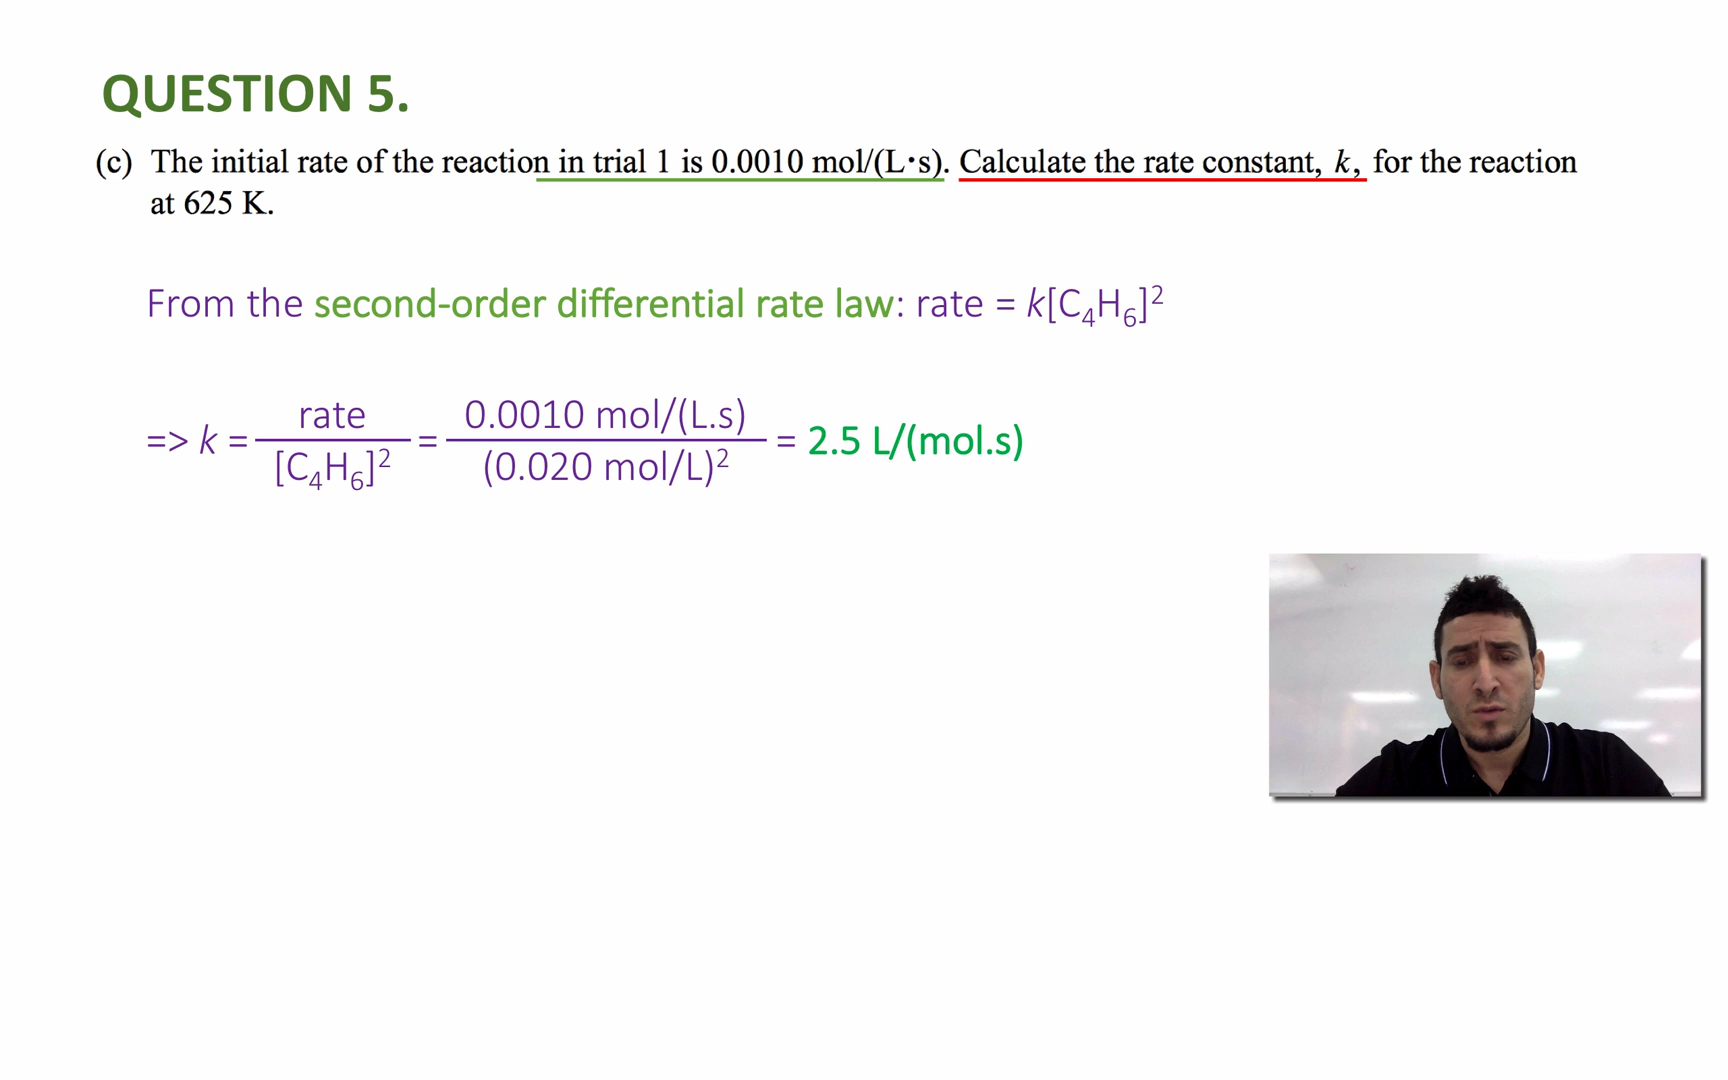 QUESTION 5.
(c) The initial rate of the reaction in trial 1 is 0.0010 mol/(L·s). Calculate the rate constant, k, for the reaction
at 625 K.
From the second-order differential rate law: rate = k[C₄H₆]²
=> k = rate / [C₄H₆]² = 0.0010 mol/(L.s) / (0.020 mol/L)² = 2.5 L/(mol.s)